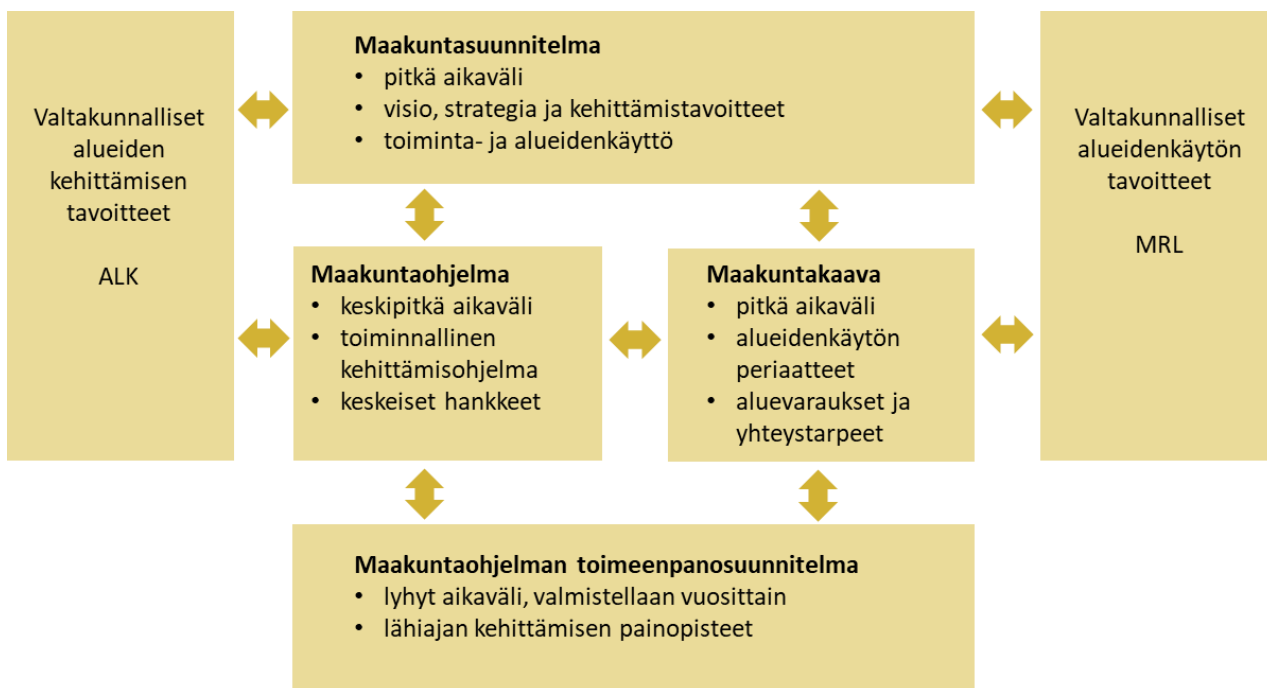 Valtakunnalliset
alueiden
kehittämisen
tavoitteet
ALK
Maakuntasuunnitelma
• pitkä aikaväli
• visio, strategia ja kehittämistavoitteet
• toiminta- ja alueidenkäyttö
Valtakunnalliset
alueidenkäytön
tavoitteet
MRL
Maakuntaohjelma
• keskipitkä aikaväli
• toiminnallinen
kehittämisohjelma
• keskeiset hankkeet
Maakuntakaava
• pitkä aikaväli
• alueidenkäytön
periaatteet
• aluevaraukset ja
yhteystarpeet
Maakuntaohjelman toimeenpanosuunnitelma
• lyhyt aikaväli, valmistellaan vuosittain
• lähiajan kehittämisen painopisteet